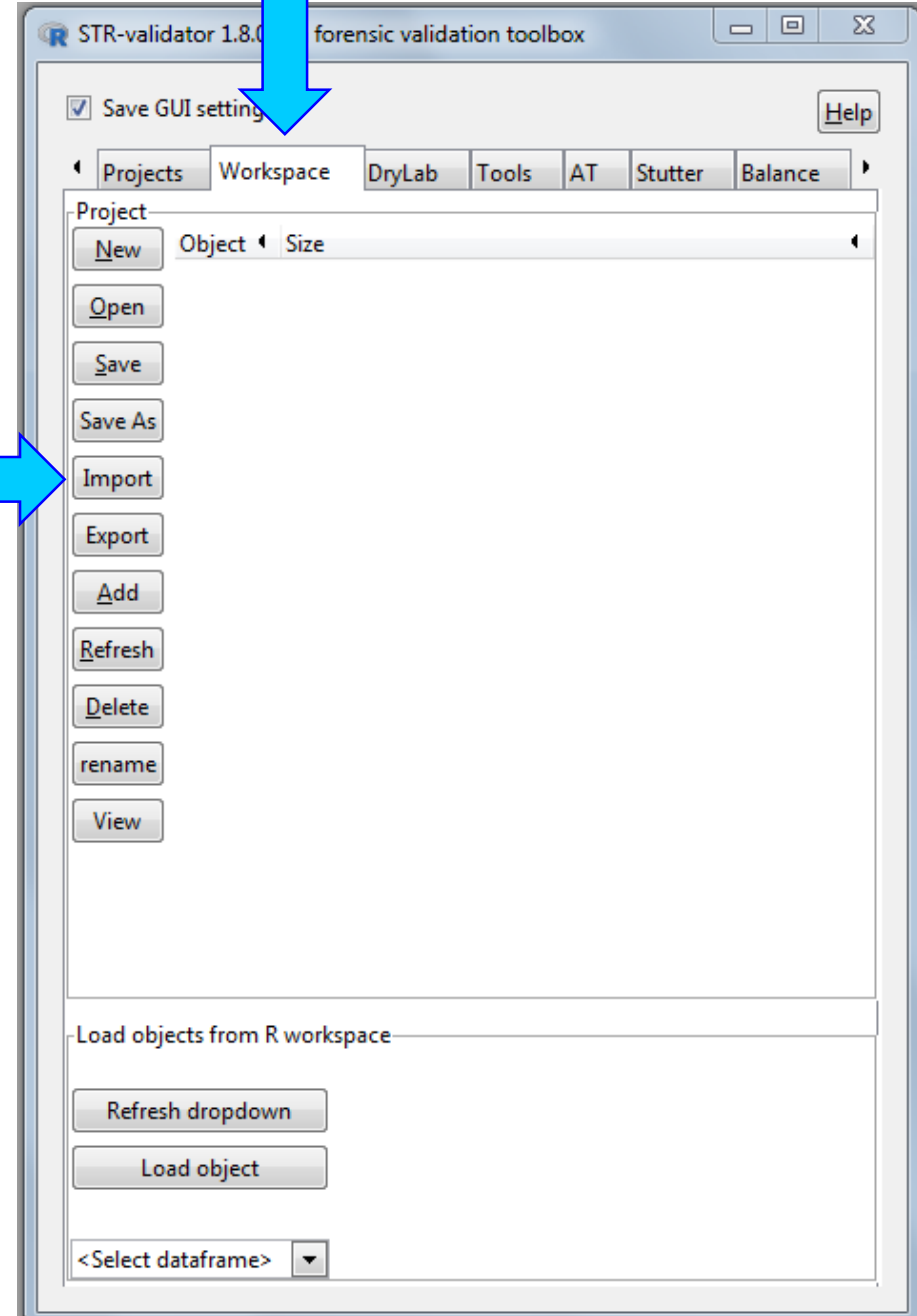 STR-validator 1.8.0 forensic validation toolbox
Save GUI setting
Help
Projects Workspace DryLab Tools AT Stutter Balance
Project
New Object Size
Open
Save
Save As
Import
Export
Add
Refresh
Delete
rename
View
Load objects from R workspace
Refresh dropdown
Load object
<Select dataframe>